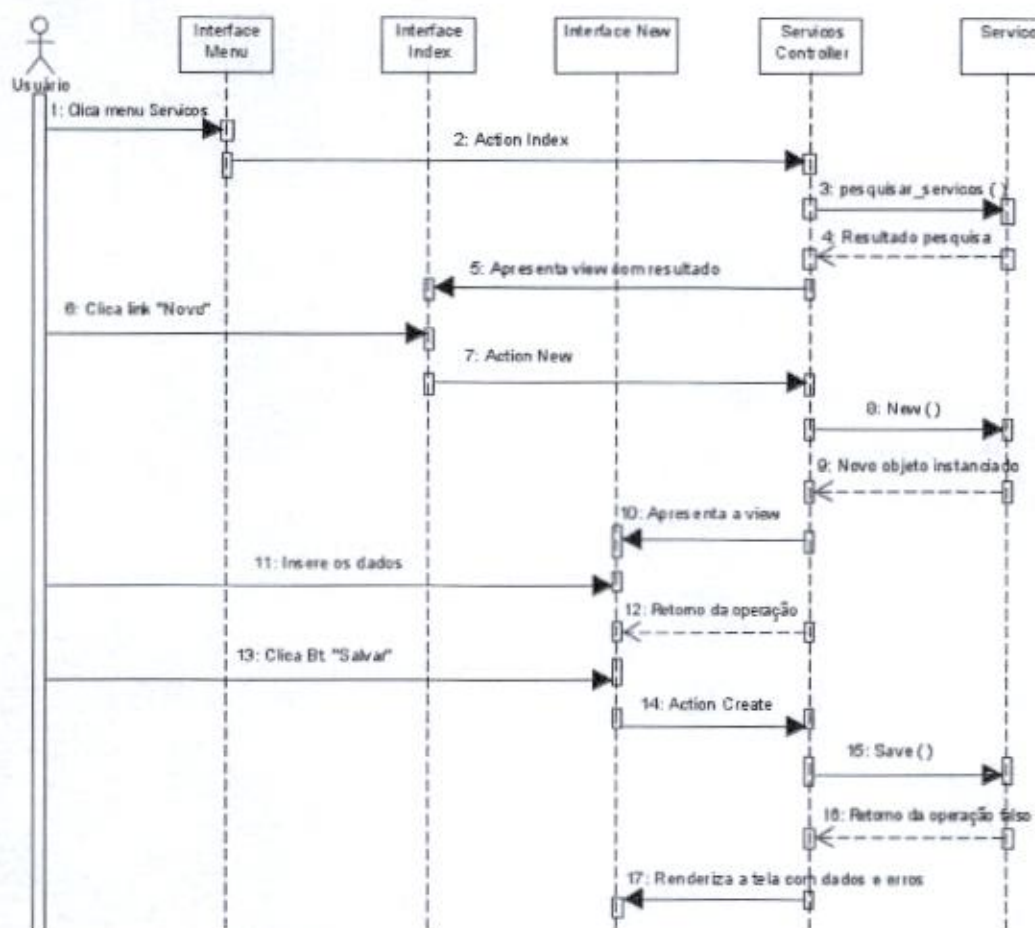 Interface
Menu
Interface
Index
Interface New
Servicos
Controller
Servico
Usuário
1: Clica menu Servicos
2: Action Index
3: pesquisar_servicos ( )
4: Resultado pesquisa
5: Apresenta view com resultado
6: Clica link "Novo"
7: Action New
8: New ( )
9: Novo objeto instanciado
10: Apresenta a view
11: Insere os dados
12: Retorno da operação
13: Clica Bt "Salvar"
14: Action Create
15: Save ( )
16: Retorno da operação falso
17: Renderiza a tela com dados e erros